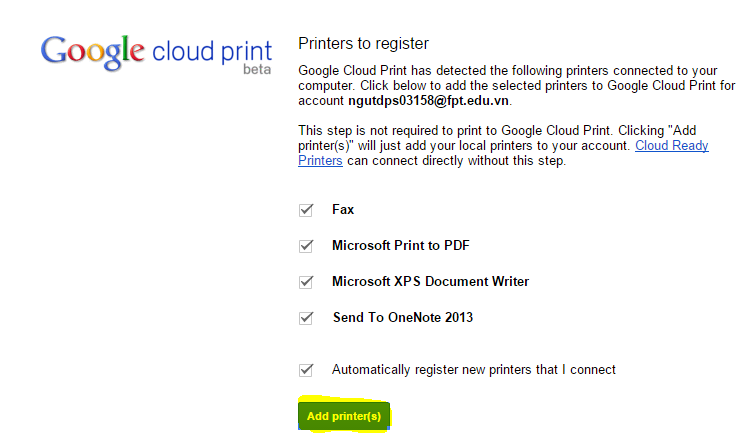 Google cloud print
beta
Printers to register
Google Cloud Print has detected the following printers connected to your
computer. Click below to add the selected printers to Google Cloud Print for
account ngutdps03158@fpt.edu.vn.
This step is not required to print to Google Cloud Print. Clicking "Add
printer(s)" will just add your local printers to your account. Cloud Ready
Printers can connect directly without this step.
Fax
Microsoft Print to PDF
Microsoft XPS Document Writer
Send To OneNote 2013
Automatically register new printers that I connect
Add printer(s)